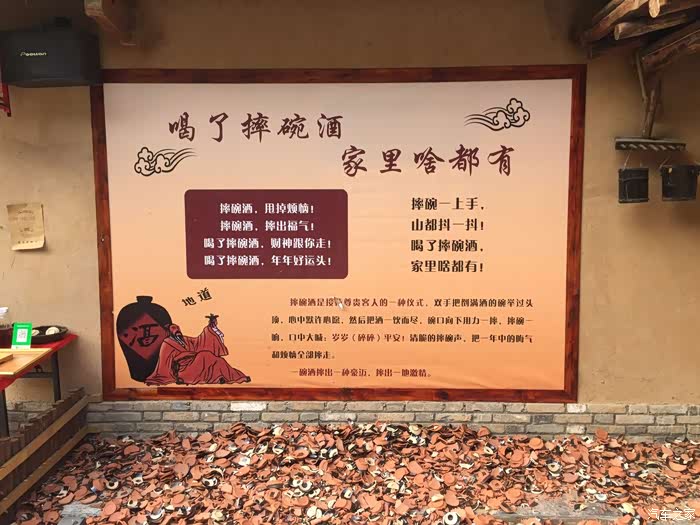 Peewan
喝了摔碗酒
家里啥都有
摔碗酒，甩掉烦恼！
摔碗酒，摔出福气！
喝了摔碗酒，财神跟你走！
喝了摔碗酒，年年好运头！
摔碗一上手，
山都抖一抖！
喝了摔碗酒，
家里啥都有！
地道
酒
摔碗酒是接尊贵客人的一种仪式，双手把倒满酒的碗举过头
顶，心中默许心愿，然后把酒一饮而尽，碗口向下用力一摔，摔碗一
响，口中大喊：岁岁（碎碎）平安！清脆的摔碗声，把一年中的晦气
和烦恼全部摔走。
一碗酒摔出一种豪迈，摔出一地激情。
汽车之家